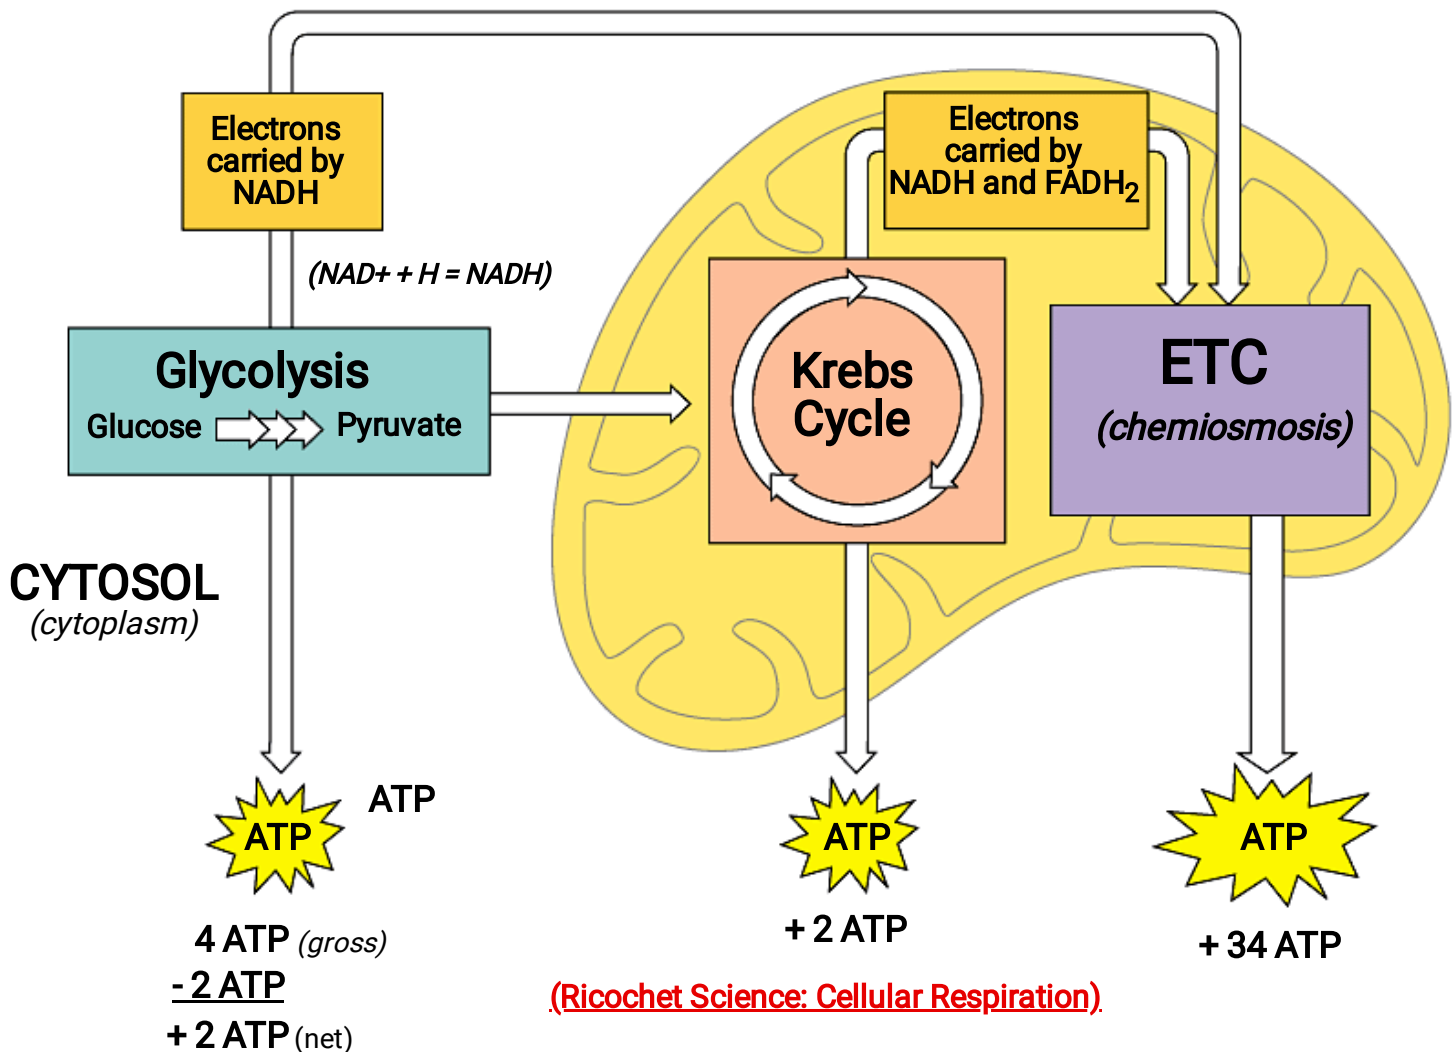 Electrons
carried by
NADH
Electrons
carried by
NADH and FADH₂
(NAD+ + H = NADH)
Glycolysis
Glucose Pyruvate
Krebs
Cycle
ETC
(chemiosmosis)
CYTOSOL
(cytoplasm)
ATP
ATP
ATP
ATP
4 ATP (gross)
- 2 ATP
+ 2 ATP (net)
+ 2 ATP
+ 34 ATP
(Ricochet Science: Cellular Respiration)